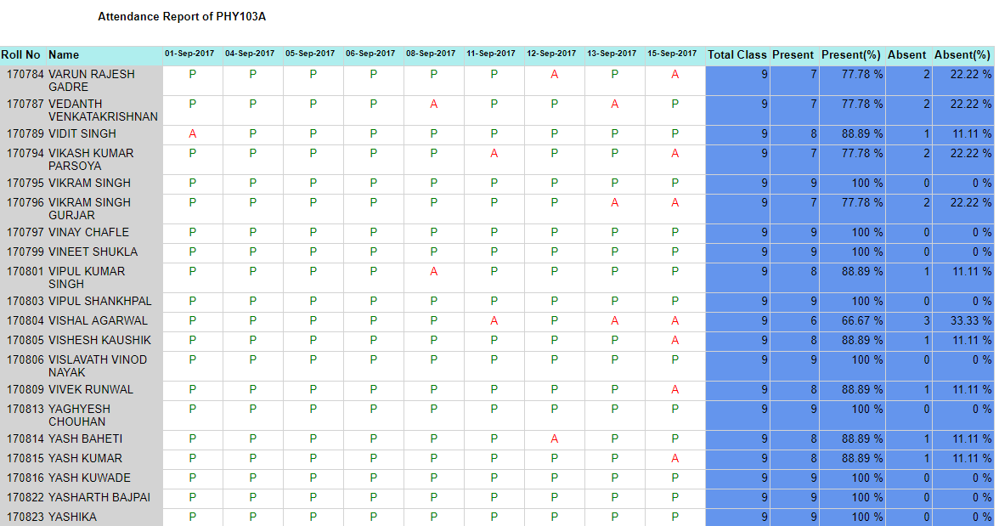 Attendance Report of PHY103A
Roll No Name 01-Sep-2017 04-Sep-2017 05-Sep-2017 06-Sep-2017 08-Sep-2017 11-Sep-2017 12-Sep-2017 13-Sep-2017 15-Sep-2017 Total Class Present Present(%) Absent Absent(%)
170784 VARUN RAJESH P P P P P P A P A 9 7 77.78 % 2 22.22 %
GADRE
170787 VEDANTH P P P P A P P A P 9 7 77.78 % 2 22.22 %
VENKATAKRISHNAN
170789 VIDIT SINGH A P P P P P P P P 9 8 88.89 % 1 11.11 %
170794 VIKASH KUMAR P P P P P A P P A 9 7 77.78 % 2 22.22 %
PARSOYA
170795 VIKRAM SINGH P P P P P P P P P 9 9 100 % 0 0 %
170796 VIKRAM SINGH P P P P P P P A A 9 7 77.78 % 2 22.22 %
GURJAR
170797 VINAY CHAFLE P P P P P P P P P 9 9 100 % 0 0 %
170799 VINEET SHUKLA P P P P P P P P P 9 9 100 % 0 0 %
170801 VIPUL KUMAR P P P P A P P P P 9 8 88.89 % 1 11.11 %
SINGH
170803 VIPUL SHANKHPAL P P P P P P P P P 9 9 100 % 0 0 %
170804 VISHAL AGARWAL P P P P P A P A A 9 6 66.67 % 3 33.33 %
170805 VISHESH KAUSHIK P P P P P P P P A 9 8 88.89 % 1 11.11 %
170806 VISLAVATH VINOD P P P P P P P P P 9 9 100 % 0 0 %
NAYAK
170809 VIVEK RUNWAL P P P P P P P P A 9 8 88.89 % 1 11.11 %
170813 YAGHYESH P P P P P P P P P 9 9 100 % 0 0 %
CHOUHAN
170814 YASH BAHETI P P P P P P A P P 9 8 88.89 % 1 11.11 %
170815 YASH KUMAR P P P P P P P P A 9 8 88.89 % 1 11.11 %
170816 YASH KUWADE P P P P P P P P P 9 9 100 % 0 0 %
170822 YASHARTH BAJPAI P P P P P P P P P 9 9 100 % 0 0 %
170823 YASHIKA P P P P P P P P P 9 9 100 % 0 0 %